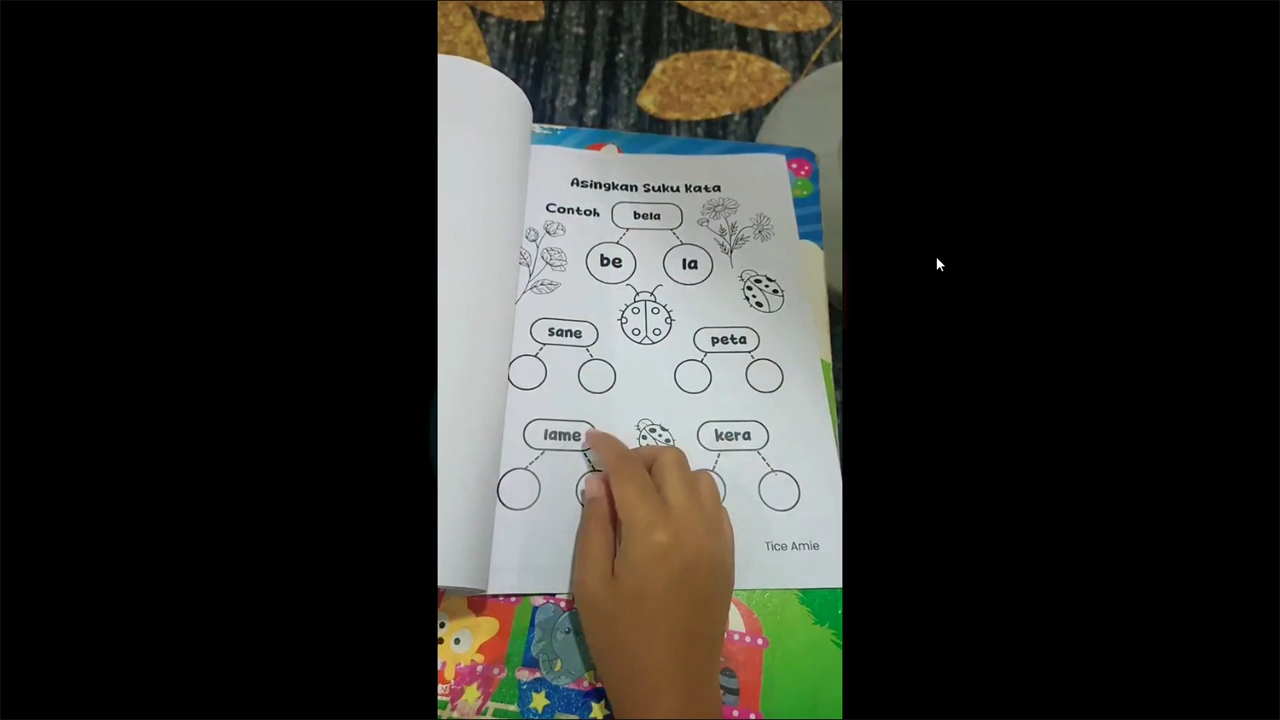 Asingkan Suku Kata
Contoh bela
be la
sane peta
lame kera
Tice Amie